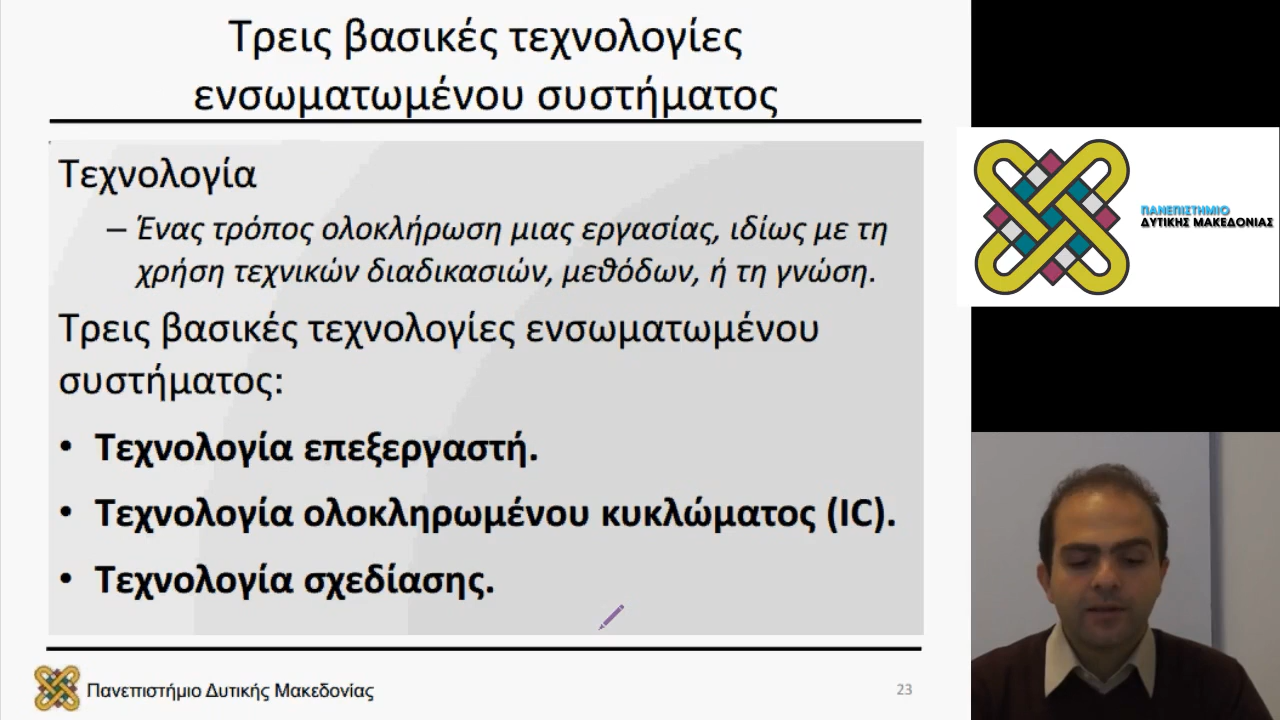 Τρεις βασικές τεχνολογίες
ενσωματωμένου συστήματος
Τεχνολογία
– Ένας τρόπος ολοκλήρωση μιας εργασίας, ιδίως με τη
χρήση τεχνικών διαδικασιών, μεθόδων, ή τη γνώση.
Τρεις βασικές τεχνολογίες ενσωματωμένου
συστήματος:
• Τεχνολογία επεξεργαστή.
• Τεχνολογία ολοκληρωμένου κυκλώματος (IC).
• Τεχνολογία σχεδίασης.
Πανεπιστήμιο Δυτικής Μακεδονίας
23
ΠΑΝΕΠΙΣΤΗΜΙΟ
ΔΥΤΙΚΗΣ ΜΑΚΕΔΟΝΙΑΣ